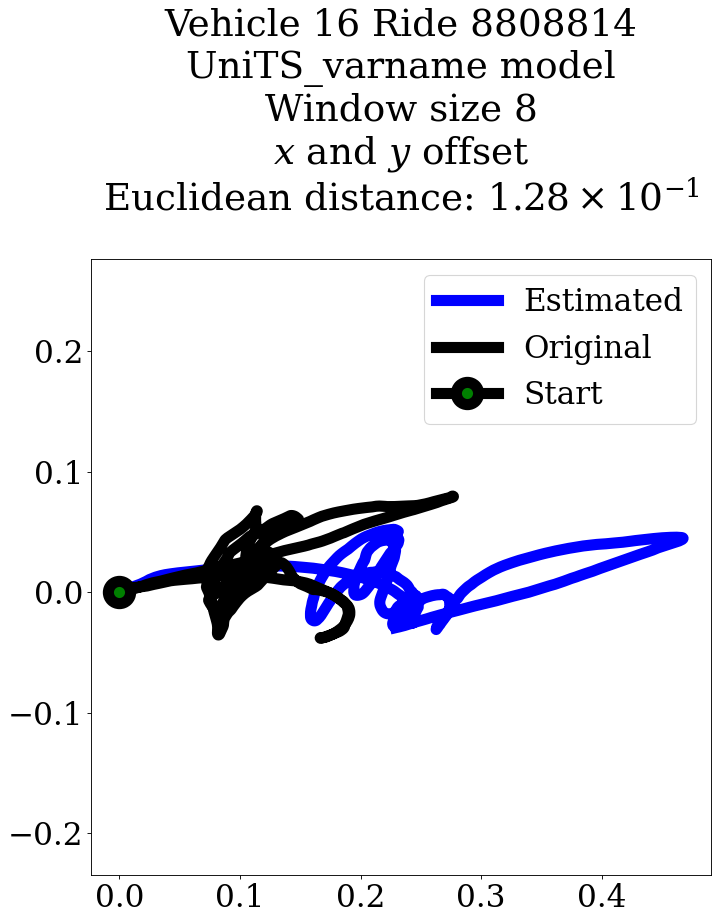 Vehicle 16 Ride 8808814
UniTS_varname model
Window size 8
x and y offset
Euclidean distance: 1.28 × 10⁻¹
Estimated
Original
Start
0.2
0.1
0.0
−0.1
−0.2
0.0 0.1 0.2 0.3 0.4